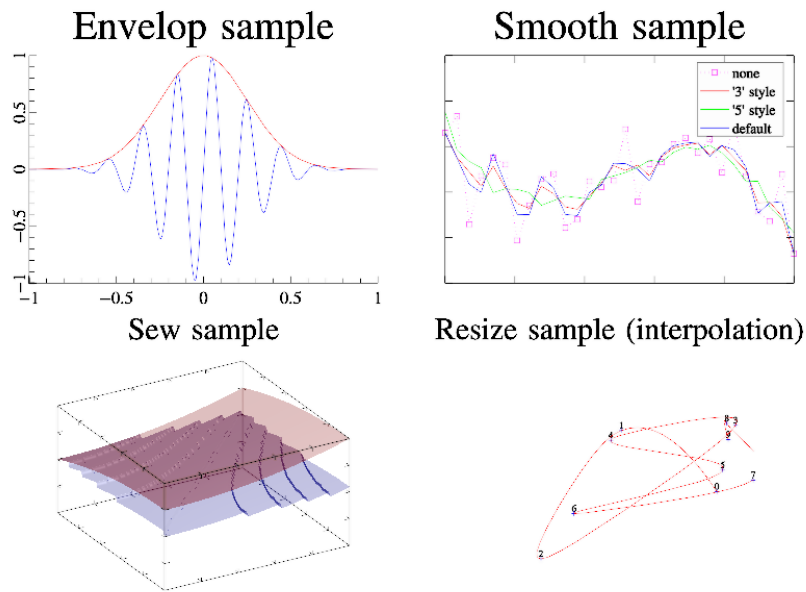 Envelop sample
Smooth sample
1
0.5
0
−0.5
−1
−1
−0.5
0
0.5
1
none
'3' style
'5' style
default
Sew sample
Resize sample (interpolation)
1
4
8
3
9
5
7
0
6
2